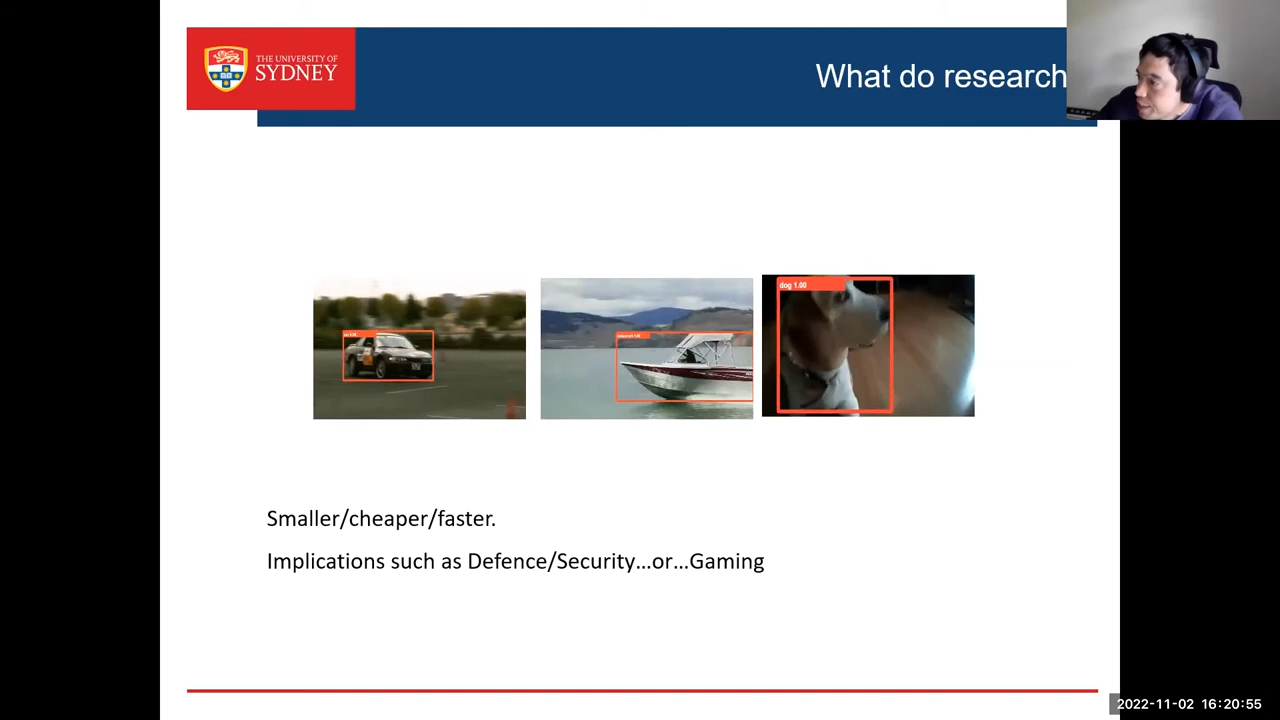 THE UNIVERSITY OF
SYDNEY
What do research
dog 1.00
Smaller/cheaper/faster.
Implications such as Defence/Security...or...Gaming
2022-11-02 16:20:55